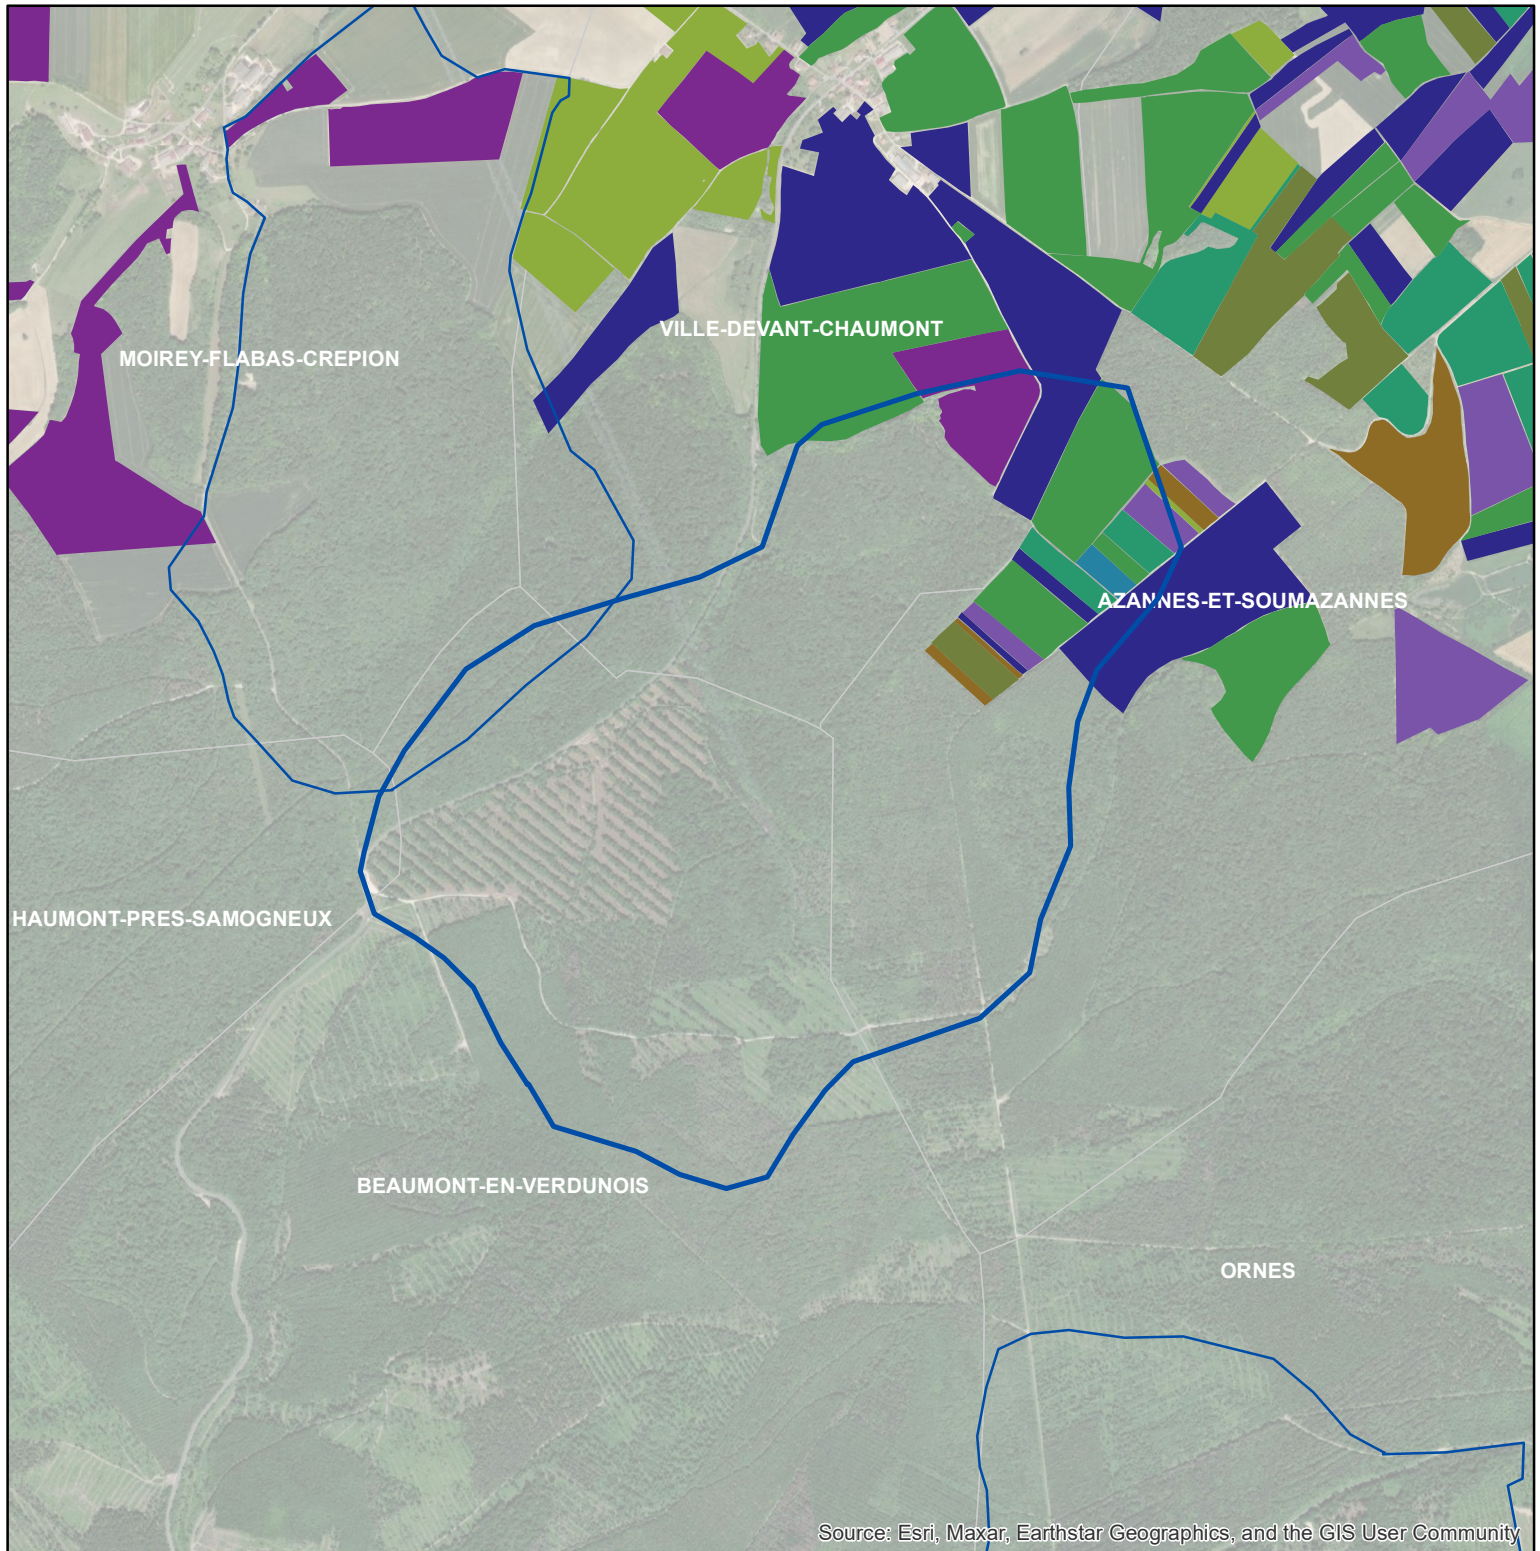 VILLE-DEVANT-CHAUMONT
MOIREY-FLABAS-CREPION
AZANNES-ET-SOUMAZANNES
HAUMONT-PRES-SAMOGNEUX
BEAUMONT-EN-VERDUNOIS
ORNES
Source: Esri, Maxar, Earthstar Geographics, and the GIS User Community